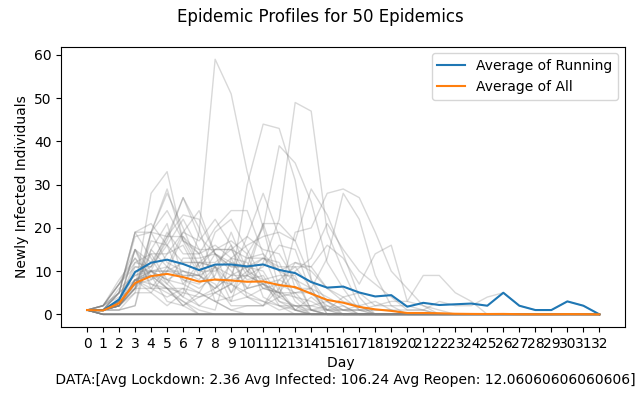 Epidemic Profiles for 50 Epidemics
60
50
40
30
20
10
0
Newly Infected Individuals
Average of Running
Average of All
0 1 2 3 4 5 6 7 8 9 10 11 12 13 14 15 16 17 18 19 20 21 22 23 24 25 26 27 28 29 30 31 32
Day
DATA:[Avg Lockdown: 2.36 Avg Infected: 106.24 Avg Reopen: 12.06060606060606]